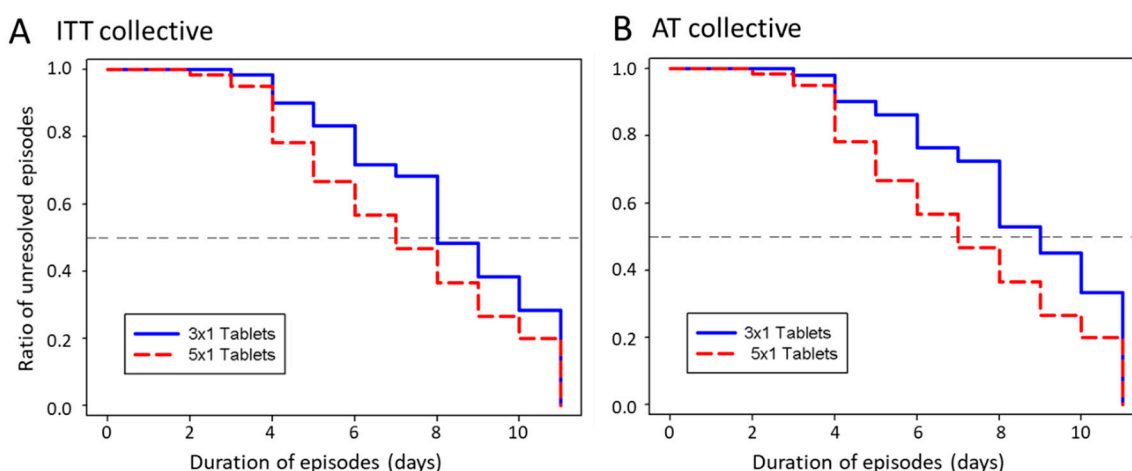 A ITT collective
B AT collective
Ratio of unresolved episodes
1.0
0.8
0.6
0.4
0.2
0.0
3x1 Tablets
5x1 Tablets
0 2 4 6 8 10
Duration of episodes (days)
1.0
0.8
0.6
0.4
0.2
0.0
3x1 Tablets
5x1 Tablets
0 2 4 6 8 10
Duration of episodes (days)